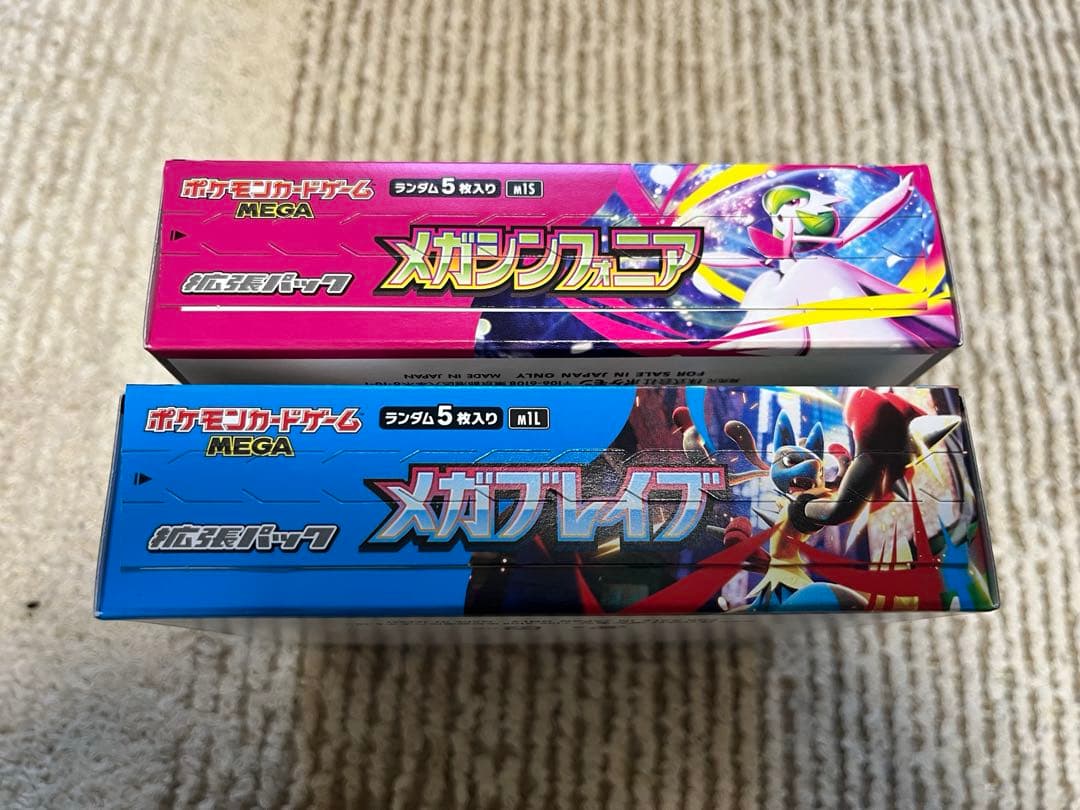 ポケモンカードゲーム
MEGA
ランダム5枚入り M1S
メガシンフォニア
拡張パック
FOR SALE IN JAPAN ONLY MADE IN JAPAN
ポケモンカードゲーム
MEGA
ランダム5枚入り M1L
メガブレイブ
拡張パック